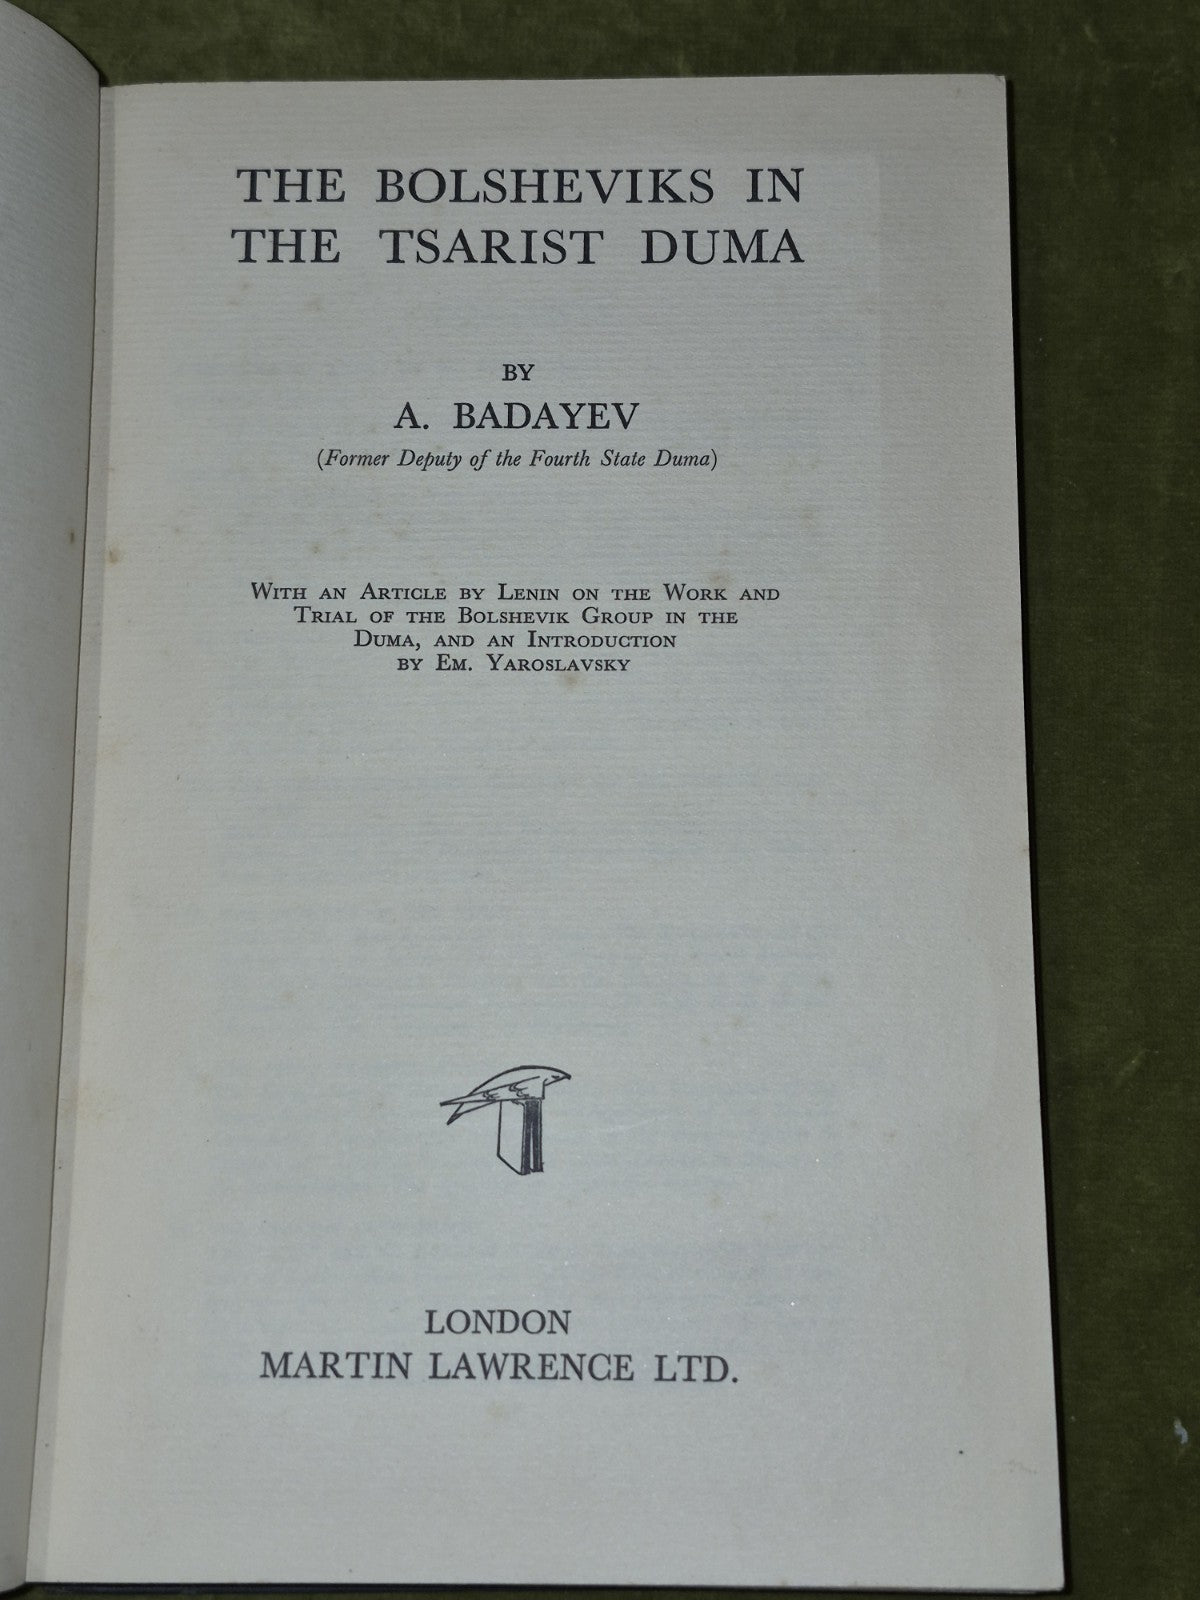 THE BOLSHEVIKS IN
THE TSARIST DUMA
BY
A. BADAYEV
(Former Deputy of the Fourth State Duma)
With an Article by Lenin on the Work and
Trial of the Bolshevik Group in the
Duma, and an Introduction
by Em. Yaroslavsky
LONDON
MARTIN LAWRENCE LTD.